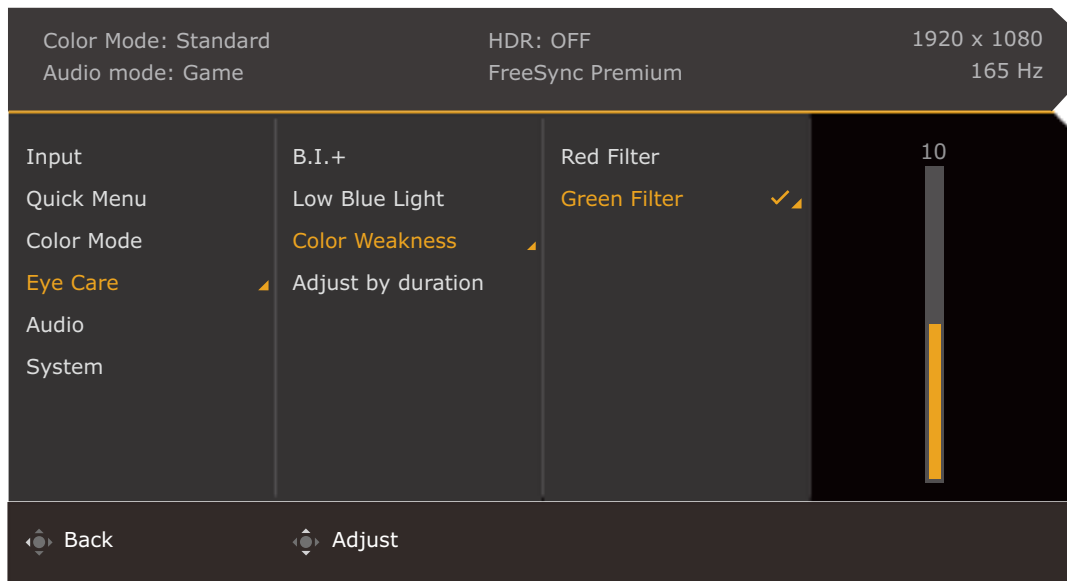 Color Mode: Standard
HDR: OFF
1920 x 1080
Audio mode: Game
FreeSync Premium
165 Hz
Input
Quick Menu
Color Mode
Eye Care
Audio
System
B.I.+
Low Blue Light
Color Weakness
Adjust by duration
Red Filter
Green Filter
10
Back
Adjust